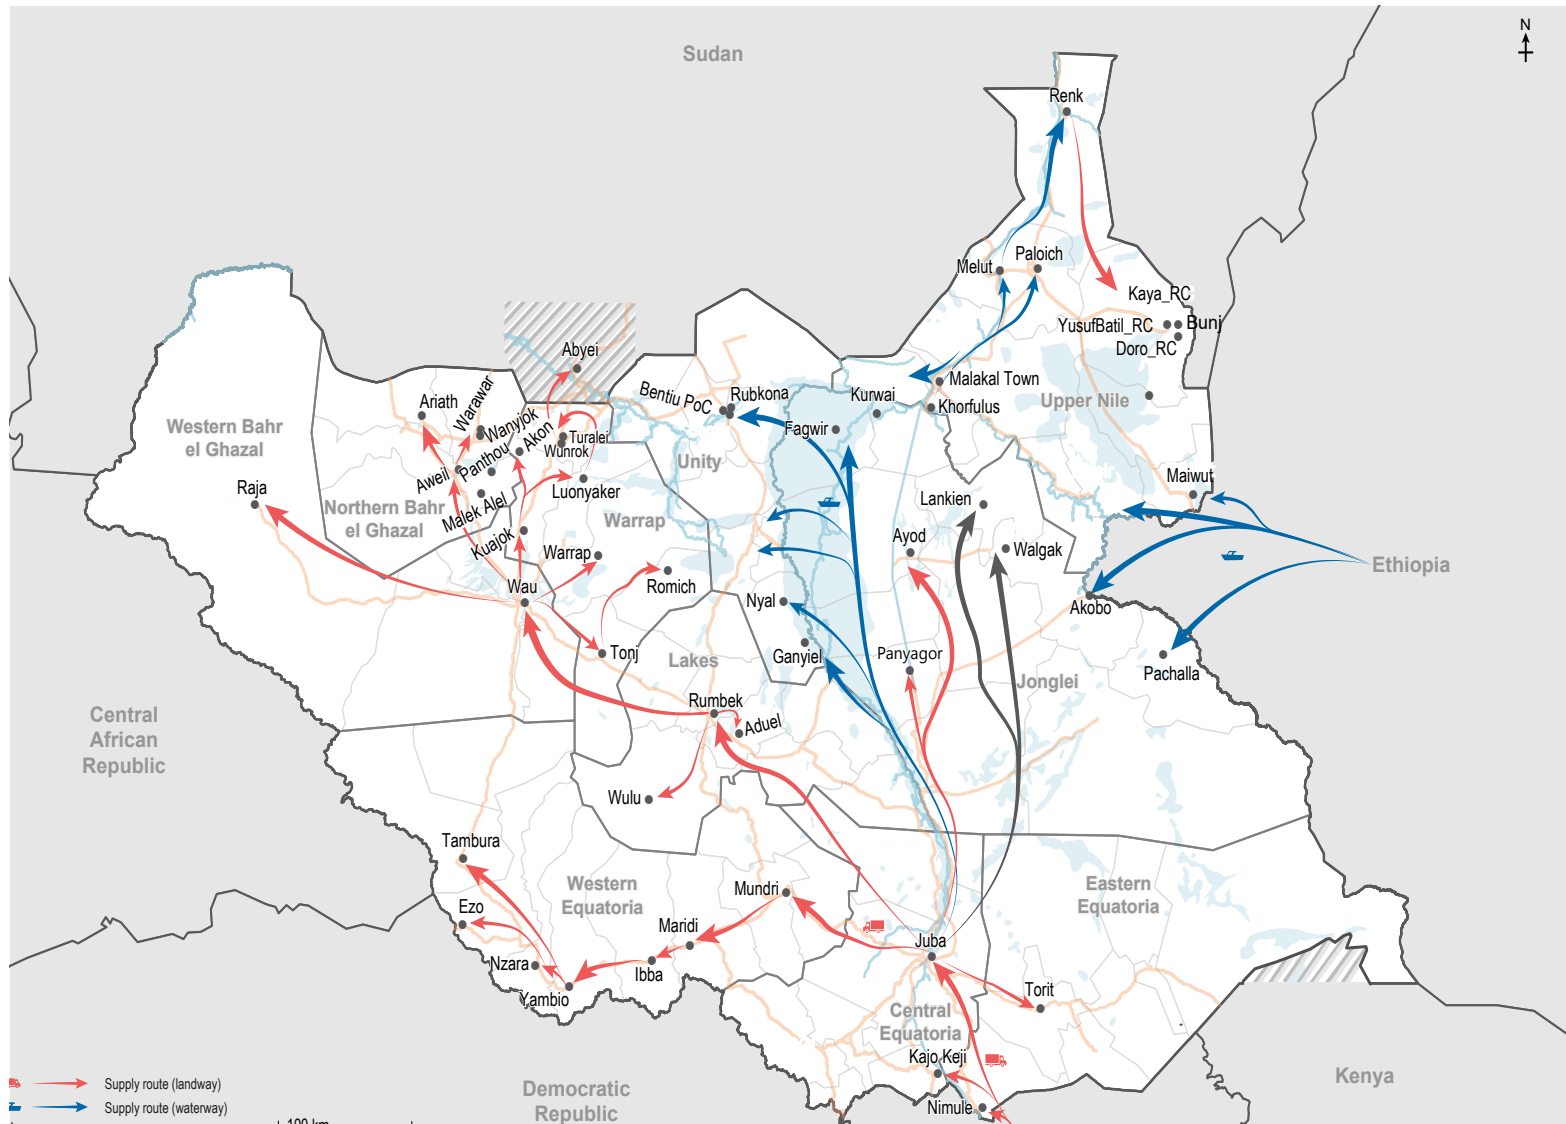 N
Sudan
Renk
Melut
Paloich
Kaya_RC
YusufBatil_RC
Bunj
Doro_RC
Abyei
Malakal Town
Khorfulus
Upper Nile
Bentiu PoC
Rubkona
Kurwai
Fagwir
Unity
Ariath
Warawar
Wanyjok
Akon
Turalei
Wunrok
Western Bahr
el Ghazal
Aweil
Panthou
Luonyaker
Malek Alel
Northern Bahr
el Ghazal
Raja
Warrap
Kuajok
Warrap
Romich
Wau
Lankien
Maiwut
Ayod
Walgak
Ethiopia
Akobo
Nyal
Ganyiel
Panyagor
Pachalla
Jonglei
Tonj
Lakes
Rumbek
Aduel
Wulu
Central
African
Republic
Tambura
Western
Equatoria
Mundri
Eastern
Equatoria
Ezo
Maridi
Juba
Nzara
Ibba
Yambio
Torit
Central
Equatoria
Kajo Keji
Nimule
Kenya
Democratic
Republic
Supply route (landway)
Supply route (waterway)
100 km